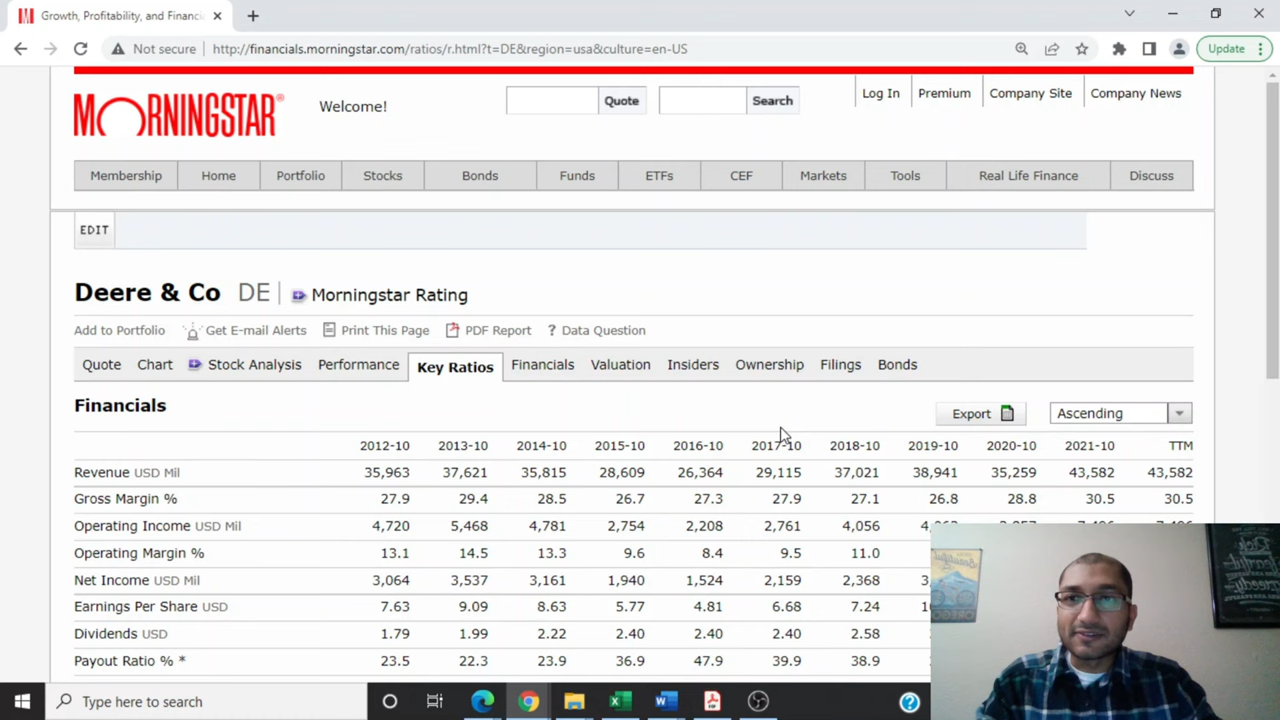 Growth, Profitability, and Financi
Not secure http://financials.morningstar.com/ratios/r.html?t=DE&region=usa&culture=en-US Update
MORNINGSTAR® Welcome! Quote Search Log In Premium Company Site Company News
Membership Home Portfolio Stocks Bonds Funds ETFs CEF Markets Tools Real Life Finance Discuss
EDIT
Deere & Co DE Morningstar Rating
Add to Portfolio Get E-mail Alerts Print This Page PDF Report ? Data Question
Quote Chart Stock Analysis Performance Key Ratios Financials Valuation Insiders Ownership Filings Bonds
Financials Export Ascending
2012-10 2013-10 2014-10 2015-10 2016-10 2017-10 2018-10 2019-10 2020-10 2021-10 TTM
Revenue USD Mil 35,963 37,621 35,815 28,609 26,364 29,115 37,021 38,941 35,259 43,582 43,582
Gross Margin % 27.9 29.4 28.5 26.7 27.3 27.9 27.1 26.8 28.8 30.5 30.5
Operating Income USD Mil 4,720 5,468 4,781 2,754 2,208 2,761 4,056
Operating Margin % 13.1 14.5 13.3 9.6 8.4 9.5 11.0
Net Income USD Mil 3,064 3,537 3,161 1,940 1,524 2,159 2,368
Earnings Per Share USD 7.63 9.09 8.63 5.77 4.81 6.68 7.24
Dividends USD 1.79 1.99 2.22 2.40 2.40 2.40 2.58
Payout Ratio % * 23.5 22.3 23.9 36.9 47.9 39.9 38.9
Type here to search